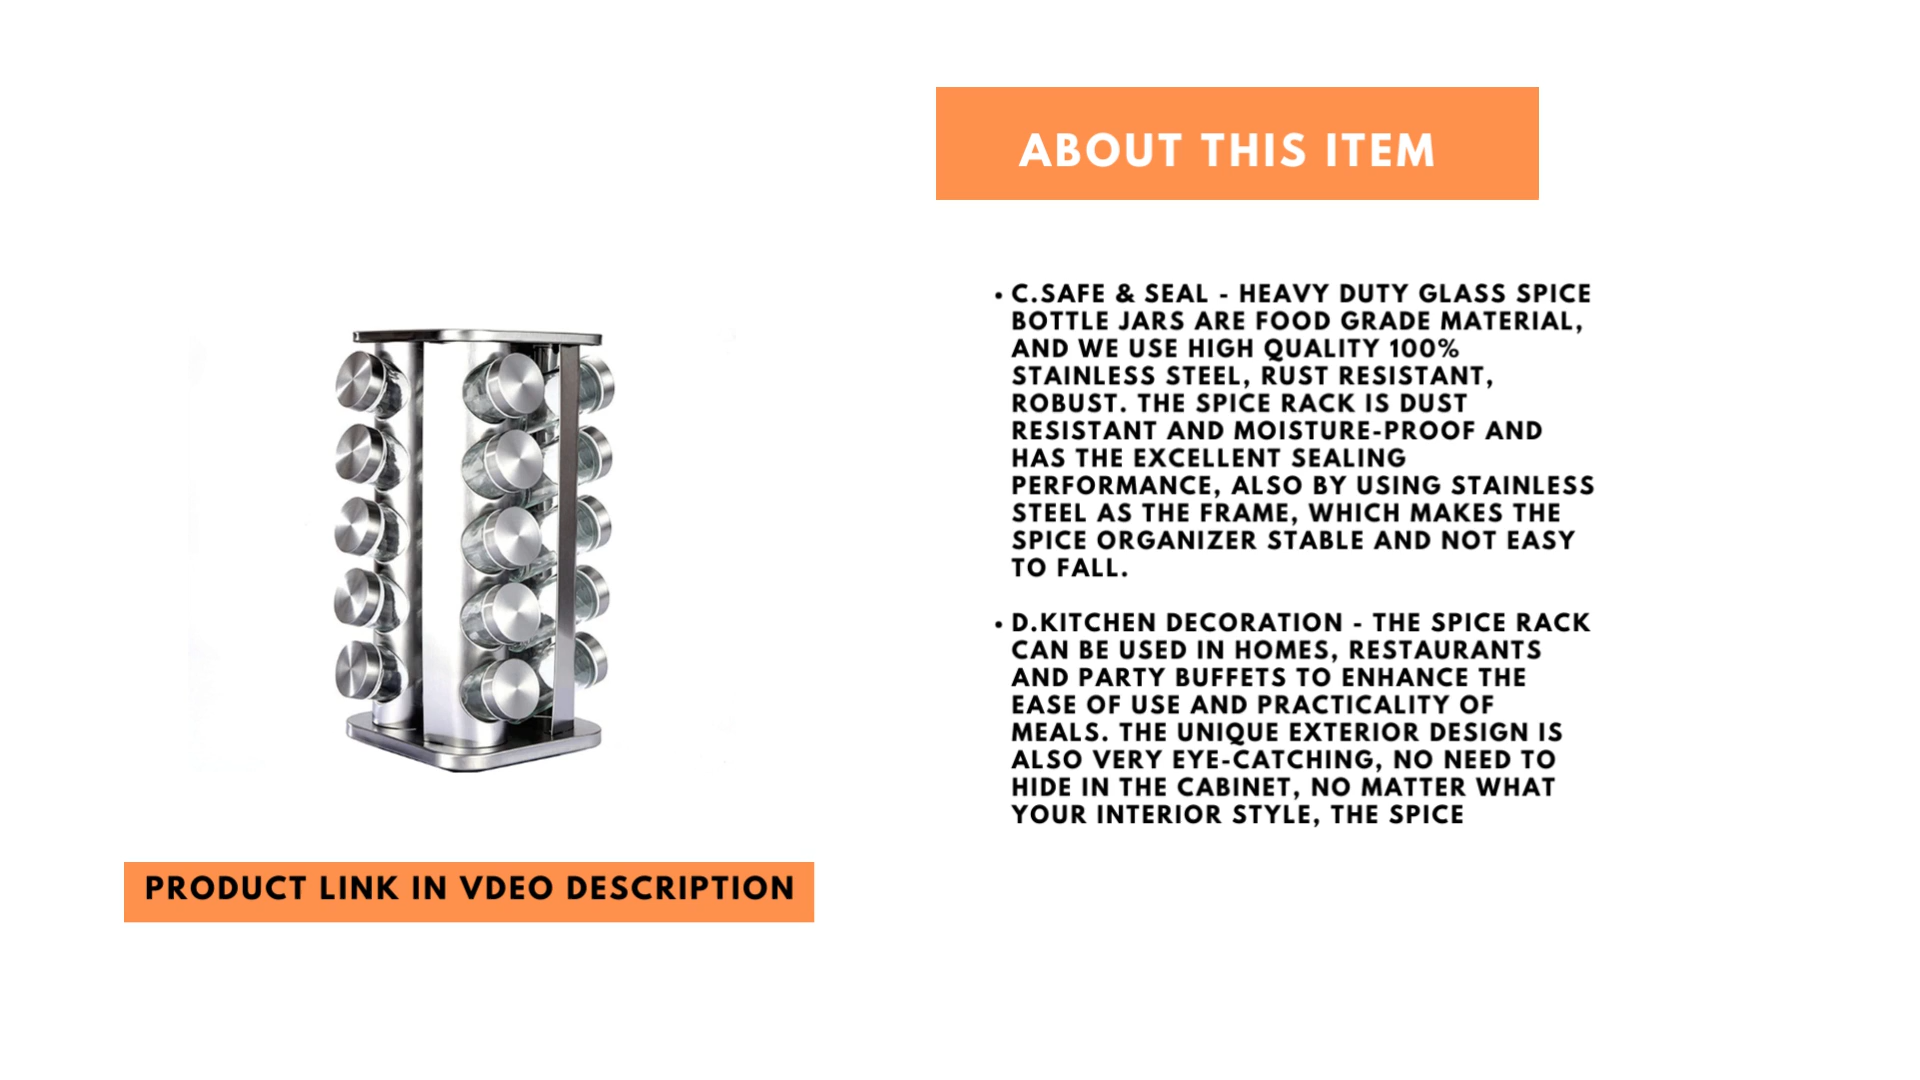 ABOUT THIS ITEM
• C.SAFE & SEAL - HEAVY DUTY GLASS SPICE
BOTTLE JARS ARE FOOD GRADE MATERIAL,
AND WE USE HIGH QUALITY 100%
STAINLESS STEEL, RUST RESISTANT,
ROBUST. THE SPICE RACK IS DUST
RESISTANT AND MOISTURE-PROOF AND
HAS THE EXCELLENT SEALING
PERFORMANCE, ALSO BY USING STAINLESS
STEEL AS THE FRAME, WHICH MAKES THE
SPICE ORGANIZER STABLE AND NOT EASY
TO FALL.
• D.KITCHEN DECORATION - THE SPICE RACK
CAN BE USED IN HOMES, RESTAURANTS
AND PARTY BUFFETS TO ENHANCE THE
EASE OF USE AND PRACTICALITY OF
MEALS. THE UNIQUE EXTERIOR DESIGN IS
ALSO VERY EYE-CATCHING, NO NEED TO
HIDE IN THE CABINET, NO MATTER WHAT
YOUR INTERIOR STYLE, THE SPICE
PRODUCT LINK IN VDEO DESCRIPTION